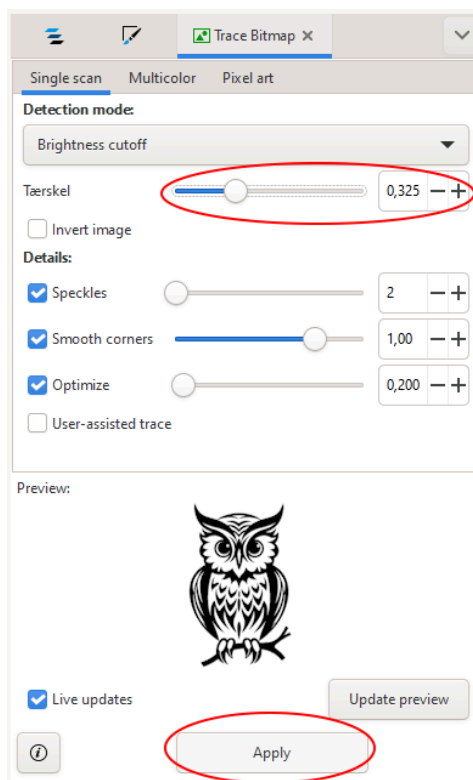 Trace Bitmap
Single scan Multicolor Pixel art
Detection mode:
Brightness cutoff
Tærskel 0,325
Invert image
Details:
Speckles 2
Smooth corners 1,00
Optimize 0,200
User-assisted trace
Preview:
Live updates Update preview
Apply